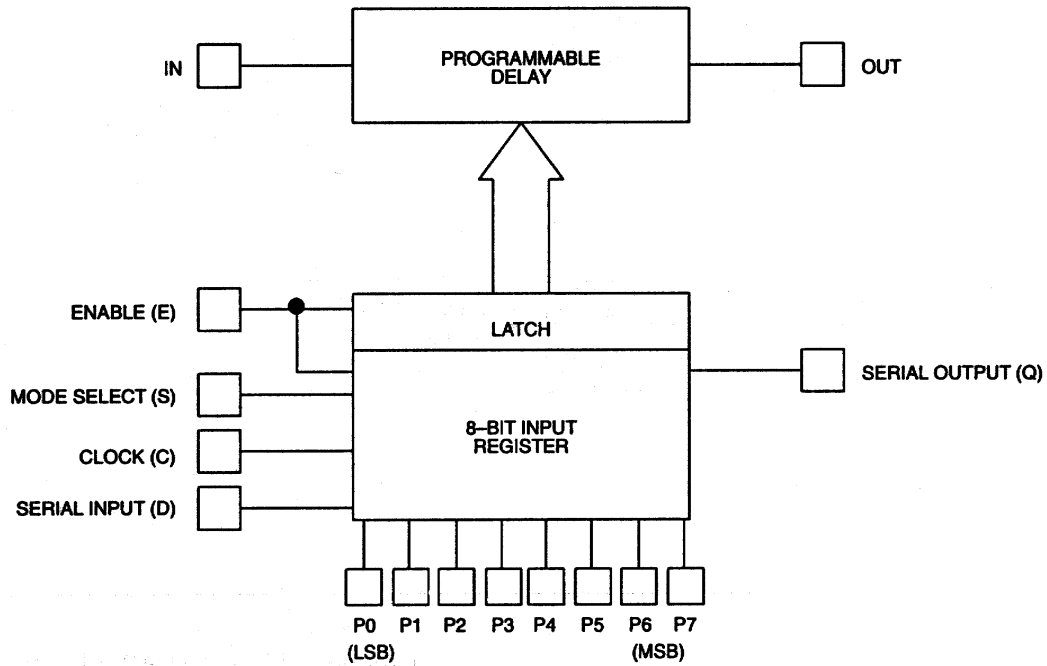 IN
PROGRAMMABLE
DELAY
OUT
ENABLE (E)
LATCH
MODE SELECT (S)
SERIAL OUTPUT (Q)
8–BIT INPUT
REGISTER
CLOCK (C)
SERIAL INPUT (D)
P0 P1 P2 P3 P4 P5 P6 P7
(LSB) (MSB)